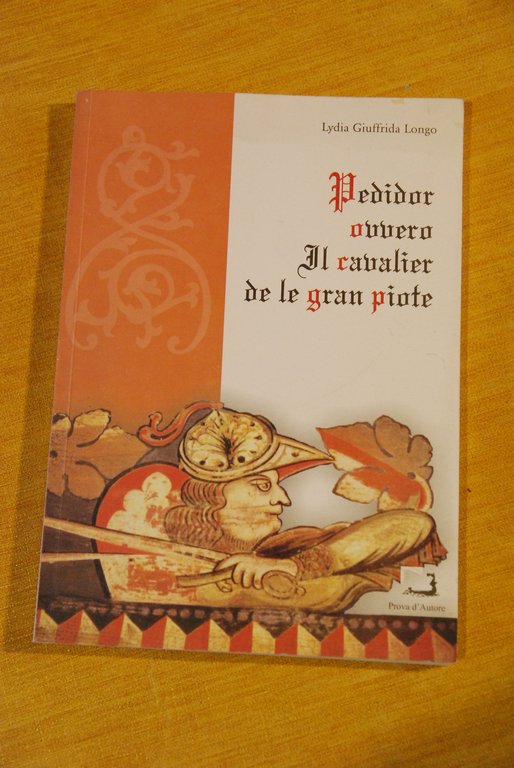 Lydia Giuffrida Longo
Pedidor
ovvero
Il cavalier
de le gran piote
Prova d'Autore